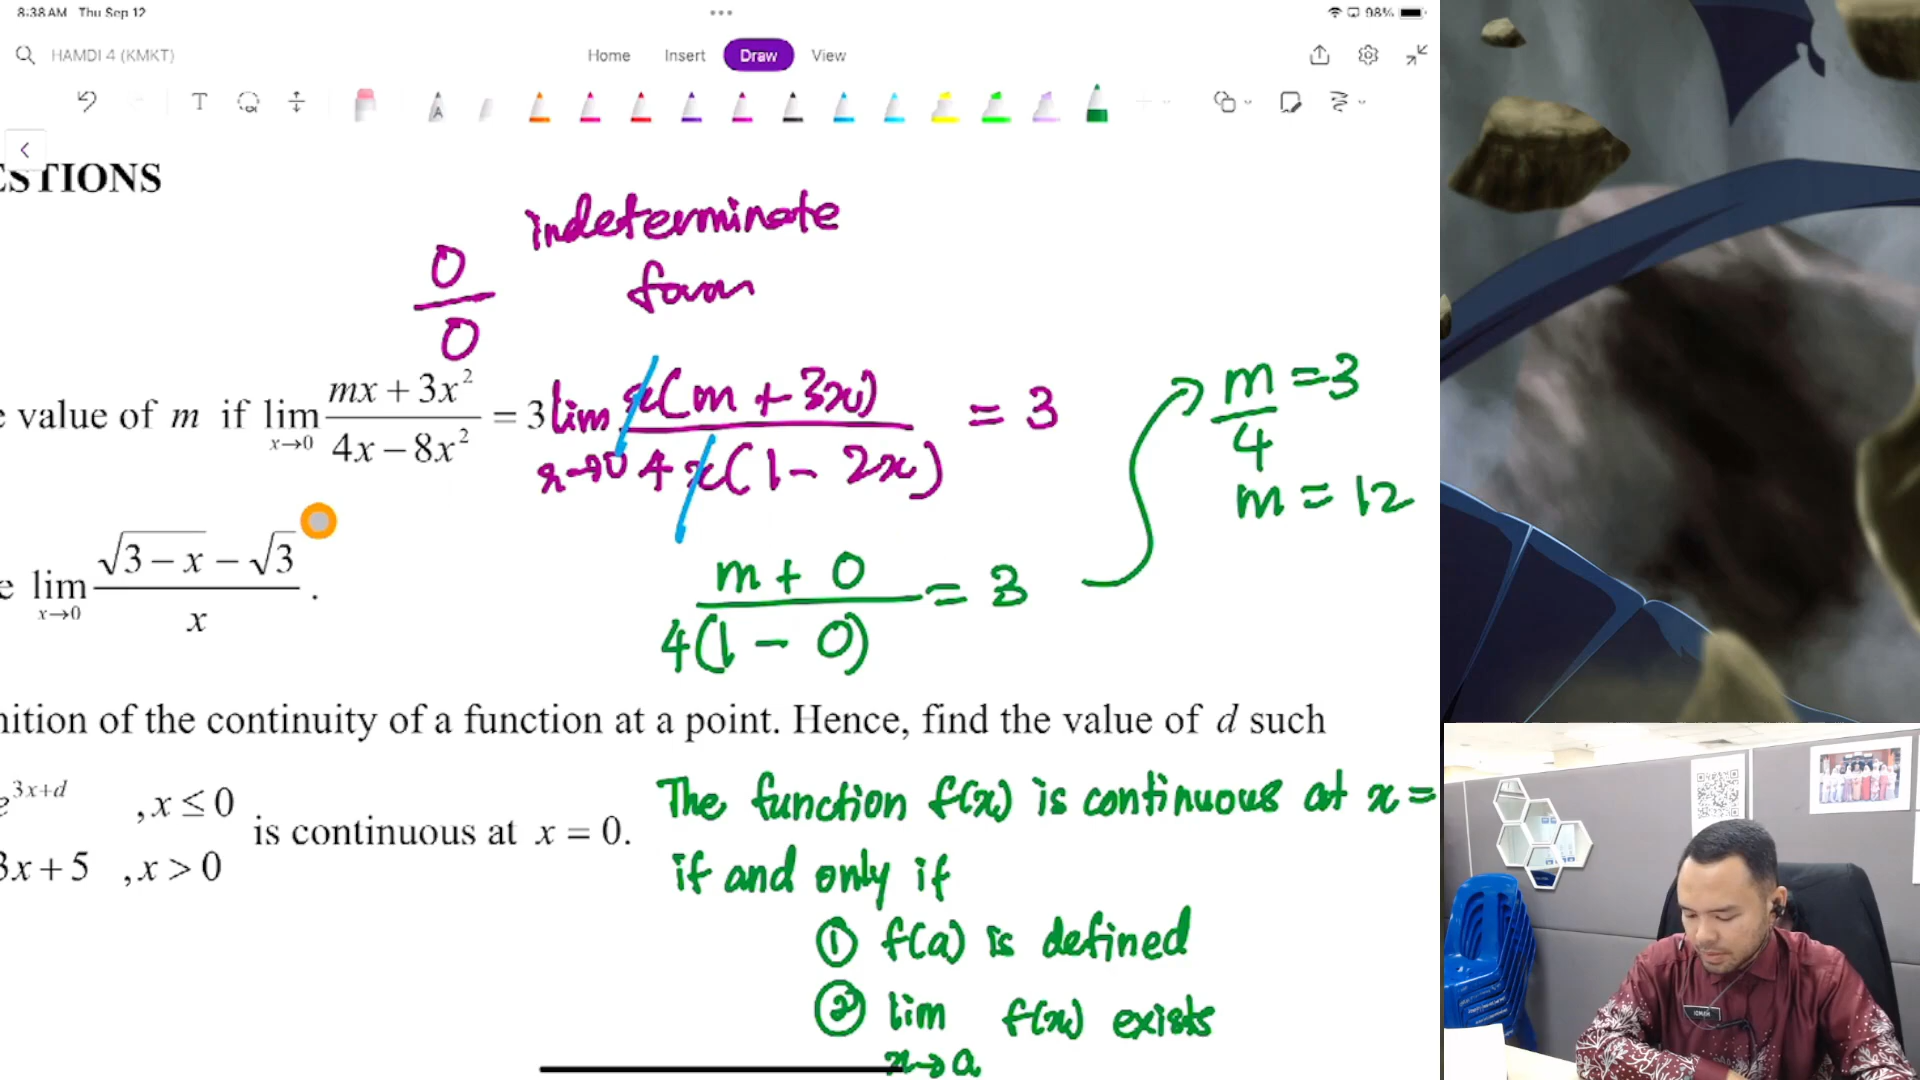 8:38 AM Thu Sep 12
98%
HAMDI 4 (KMKT)
Home Insert Draw View
ESTIONS
indeterminate
form
0/0
e value of m if lim x→0 (mx + 3x²)/(4x − 8x²) = 3
lim x→0 x(m + 3x)/4x(1 − 2x) = 3
m/4 = 3
m = 12
e lim x→0 (√(3 − x) − √3)/x .
(m + 0)/4(1 − 0) = 3
nition of the continuity of a function at a point. Hence, find the value of d such
e^(3x+d) , x ≤ 0
3x + 5 , x > 0
is continuous at x = 0.
The function f(x) is continuous at x =
if and only if
① f(a) is defined
② lim x→a f(x) exists